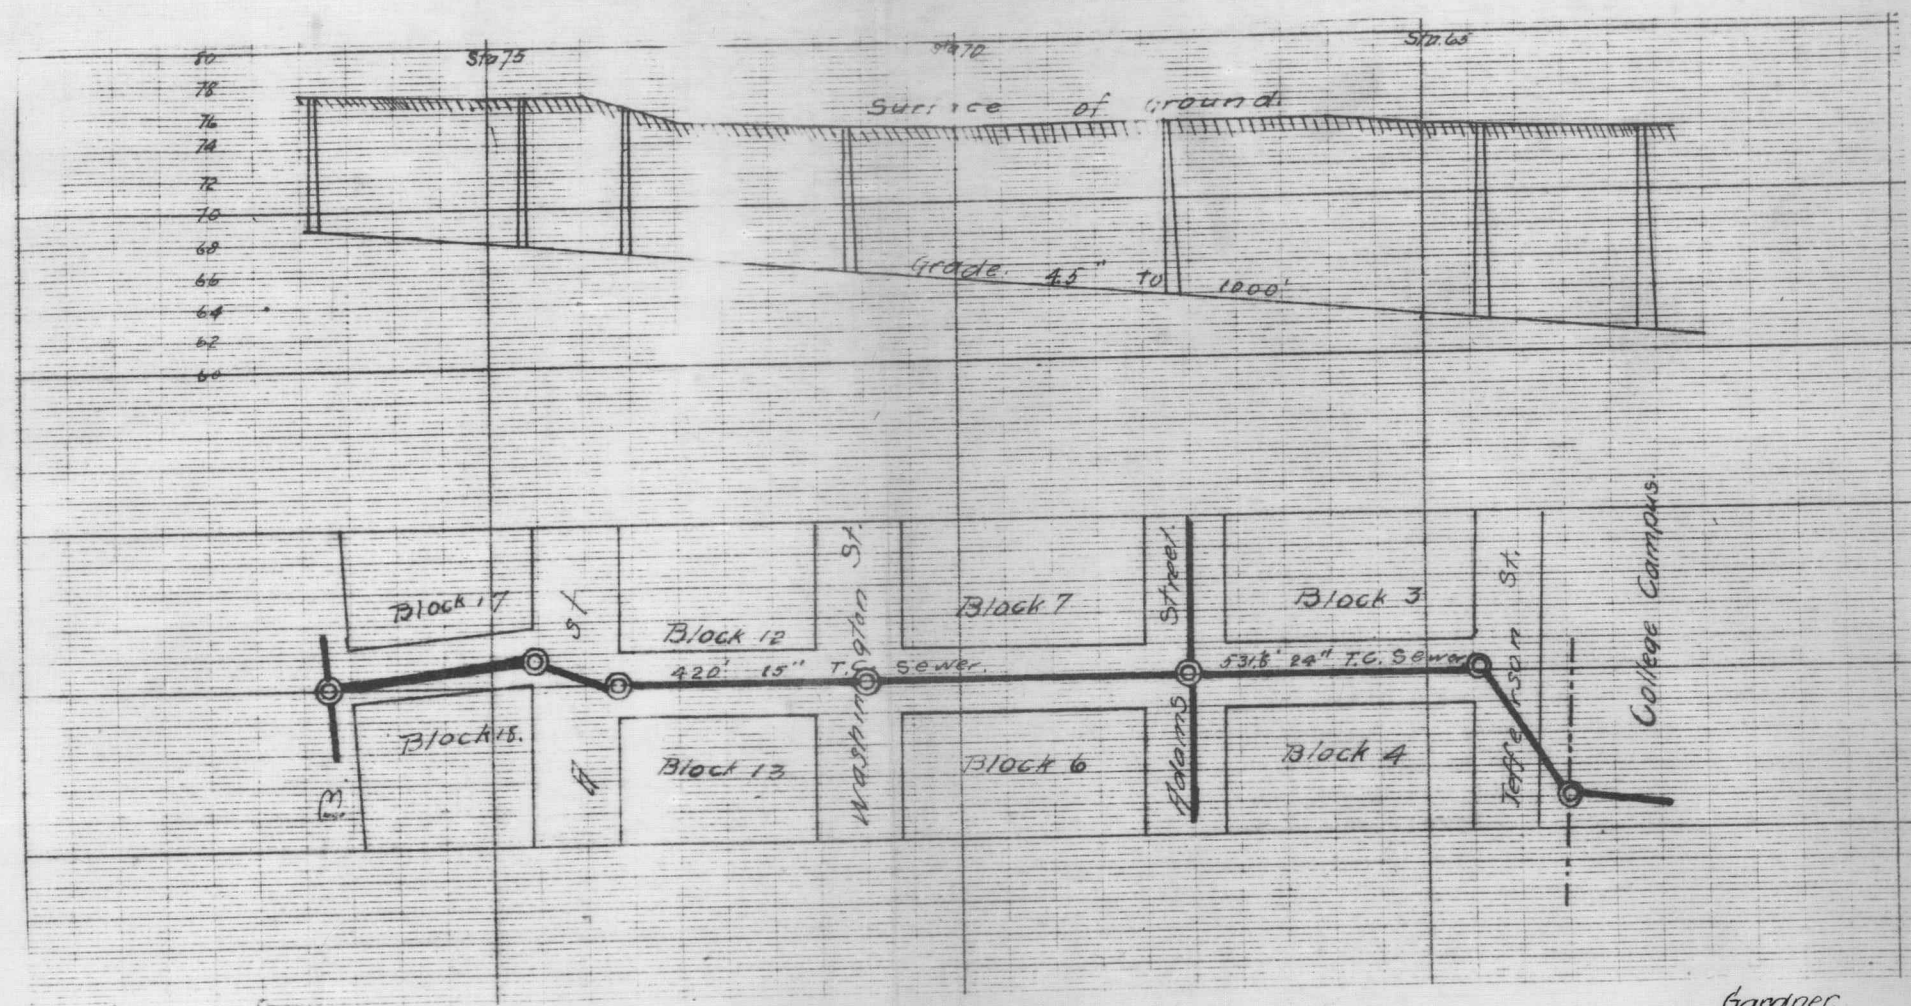 Sta 75
Sta 70
Sta. 65
80
78
76
74
72
70
68
66
64
62
60
Surface of Ground.
Grade. 4.5" to 1000'
Block 17
St
Block 12
Washington St.
Block 7
Adams Street.
Block 3
Jefferson St.
College Campus.
420' 15" T.C. Sewer.
531.8' 24" T.C. Sewer
B.
Block 18.
A
Block 13
Block 6
Block 4
Gardner